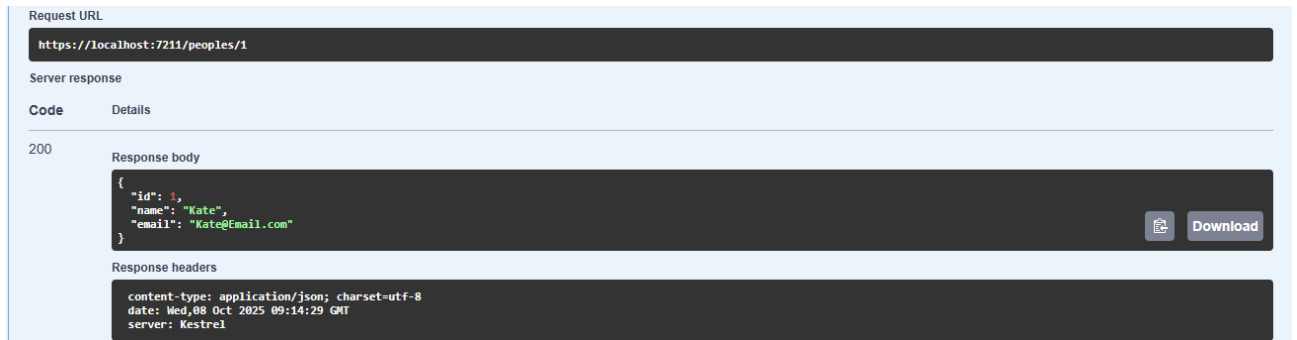 Request URL
https://localhost:7211/peoples/1
Server response
Code Details
200
Response body
{
"id": 1,
"name": "Kate",
"email": "Kate@Email.com"
}
Download
Response headers
content-type: application/json; charset=utf-8
date: Wed,08 Oct 2025 09:14:29 GMT
server: Kestrel